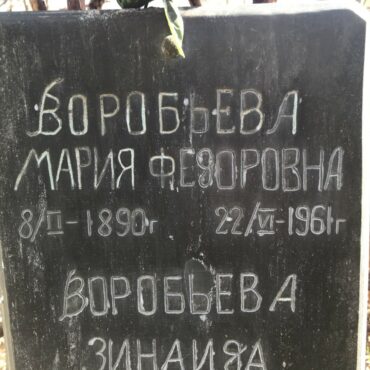 ВОРОБЬЕВА
МАРИЯ ФЕДОРОВНА
8/II-1890г 22/VI-1961г
ВОРОБЬЕВА
ЗИНАИДА